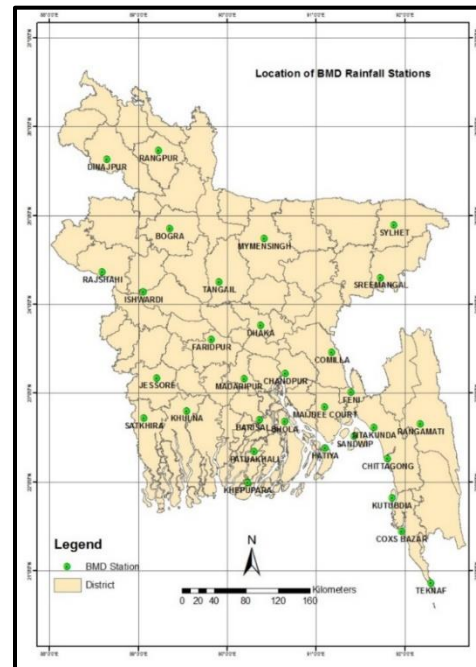 Location of BMD Rainfall Stations
RANGPUR
DINAJPUR
BOGRA
SYLHET
MYMENSINGH
RAJSHAHI
SREEMANGAL
TANGAIL
ISHWARDI
DHAKA
FARIDPUR
COMILLA
CHANDPUR
JESSORE
MADARIPUR
FENI
MAIJDEE COURT
KHULNA
SATKHIRA
BARISAL
BHOLA
SITAKUNDA
RANGAMATI
SANDWIP
HATIYA
PATUAKHALI
CHITTAGONG
KHEPUPARA
KUTUBDIA
COXS BAZAR
TEKNAF
Legend
BMD Station
District
N
Kilometers
0 20 40 80 120 160